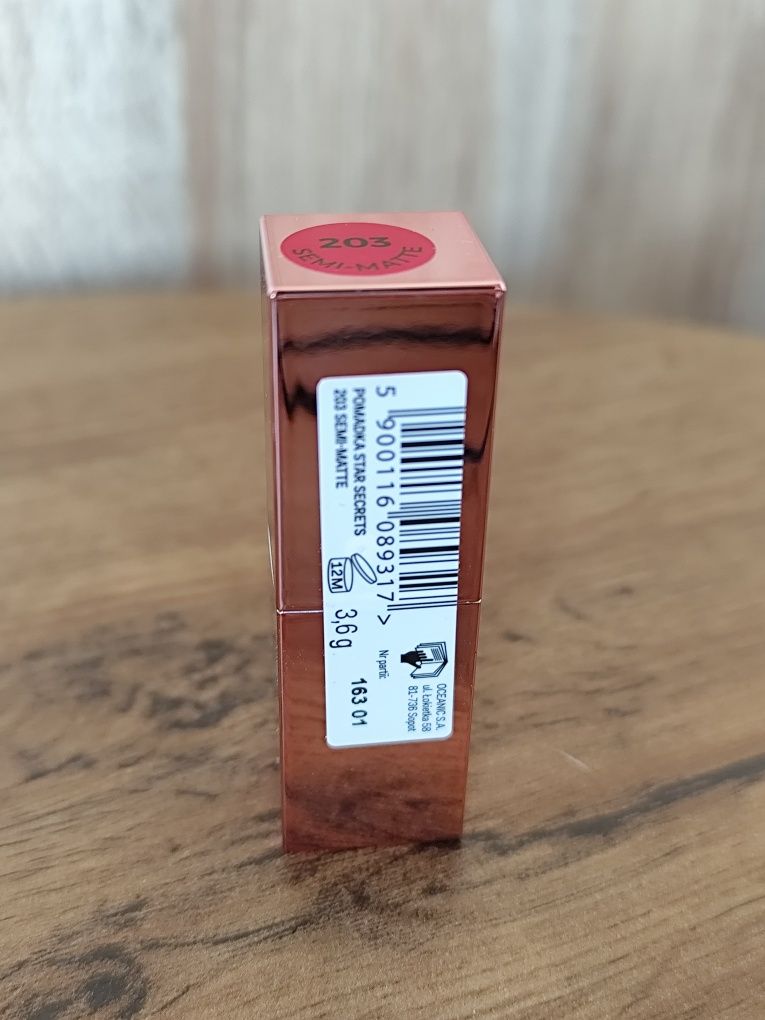 203
SEMI-MATTE
5 900116 089317 >
POMADKA STAR SECRETS
203 SEMI-MATTE
12M
3,6 g
OCEANIC S.A.
ul. Łokietka 58
81-736 Sopot
Nr partii:
163 01